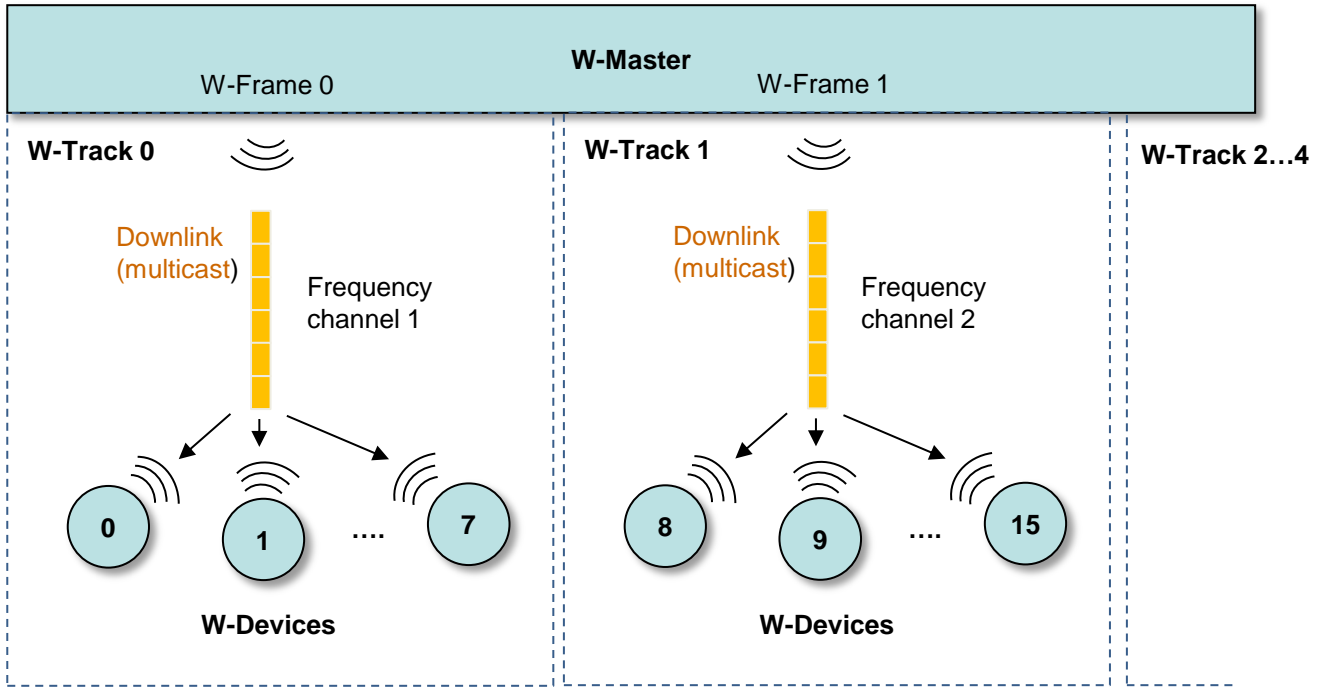 W-Master
W-Frame 0
W-Frame 1
W-Track 0
W-Track 1
W-Track 2…4
Downlink
(multicast)
Frequency
channel 1
Downlink
(multicast)
Frequency
channel 2
0
1
....
7
8
9
....
15
W-Devices
W-Devices